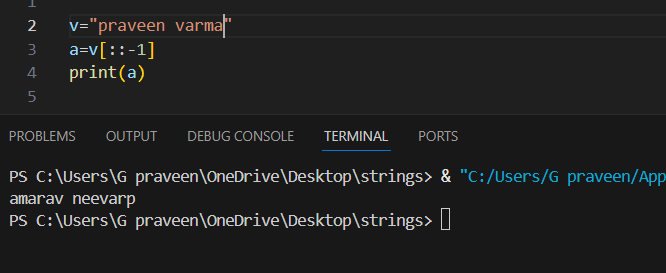 2 v="praveen varma"
3 a=v[::-1]
4 print(a)
5
PROBLEMS OUTPUT DEBUG CONSOLE TERMINAL PORTS
PS C:\Users\G praveen\OneDrive\Desktop\strings> & "C:/Users/G praveen/App
amarav neevarp
PS C:\Users\G praveen\OneDrive\Desktop\strings>